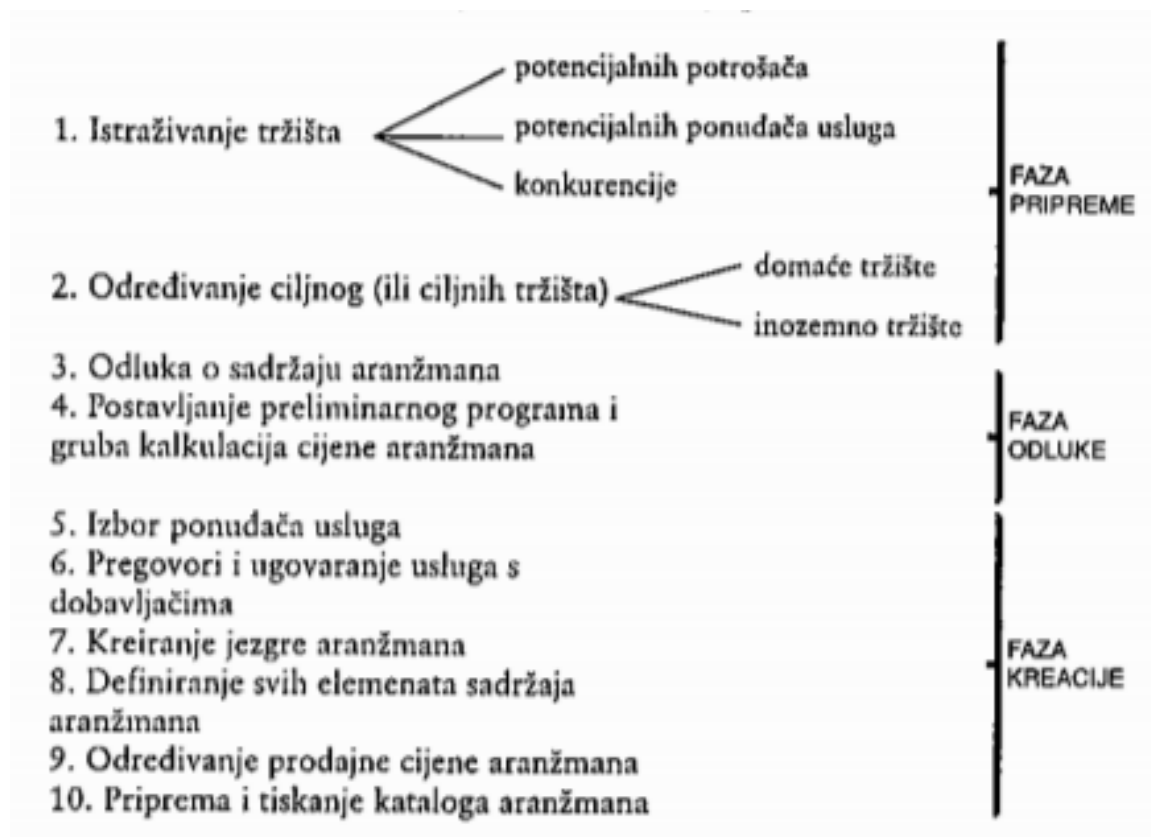 potencijalnih potrošača
1. Istraživanje tržišta
potencijalnih ponuđača usluga
konkurencije
FAZA
PRIPREME
2. Određivanje ciljnog (ili ciljnih tržišta)
domaće tržište
inozemno tržište
3. Odluka o sadržaju aranžmana
4. Postavljanje preliminarnog programa i
gruba kalkulacija cijene aranžmana
FAZA
ODLUKE
5. Izbor ponuđača usluga
6. Pregovori i ugovaranje usluga s
dobavljačima
7. Kreiranje jezgre aranžmana
8. Definiranje svih elemenata sadržaja
aranžmana
9. Određivanje prodajne cijene aranžmana
10. Priprema i tiskanje kataloga aranžmana
FAZA
KREACIJE